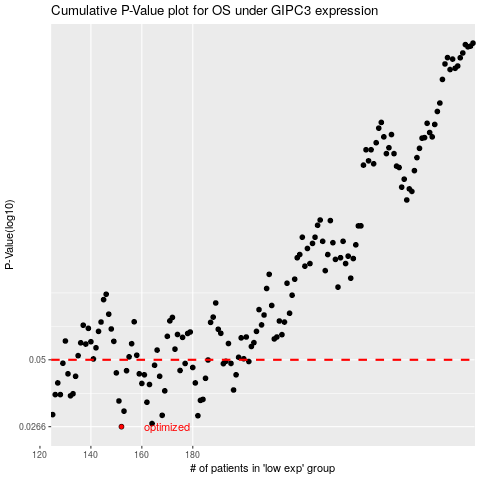 Cumulative P-Value plot for OS under GIPC3 expression
P-Value(log10)
0.05
0.0266
optimized
120 140 160 180
# of patients in 'low exp' group